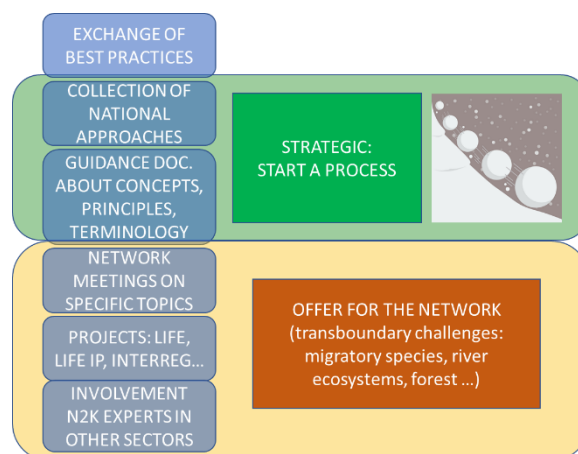 EXCHANGE OF
BEST PRACTICES
COLLECTION OF
NATIONAL
APPROACHES
GUIDANCE DOC.
ABOUT CONCEPTS,
PRINCIPLES,
TERMINOLOGY
STRATEGIC:
START A PROCESS
NETWORK
MEETINGS ON
SPECIFIC TOPICS
PROJECTS: LIFE,
LIFE IP, INTERREG...
INVOLVEMENT
N2K EXPERTS IN
OTHER SECTORS
OFFER FOR THE NETWORK
(transboundary challenges:
migratory species, river
ecosystems, forest ...)